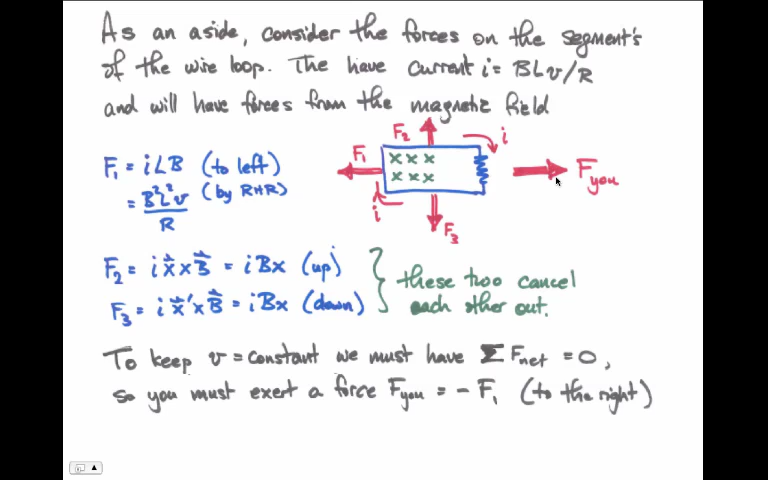 As an aside, consider the forces on the segment's
of the wire loop. The have current i = BLv/R
and will have forces from the magnetic field
F₁ = iLB (to left)
= B²L²v (by RHR)
R
F₁
F₂
i
x x x
x x x
i
F₃
Fyou
F₂ = i x⃗ x B⃗ = iBx (up)
F₃ = i x⃗' x B⃗ = iBx (down)
these two cancel
each other out.
To keep v = constant we must have Σ Fnet = 0,
so you must exert a force Fyou = - F₁ (to the right)